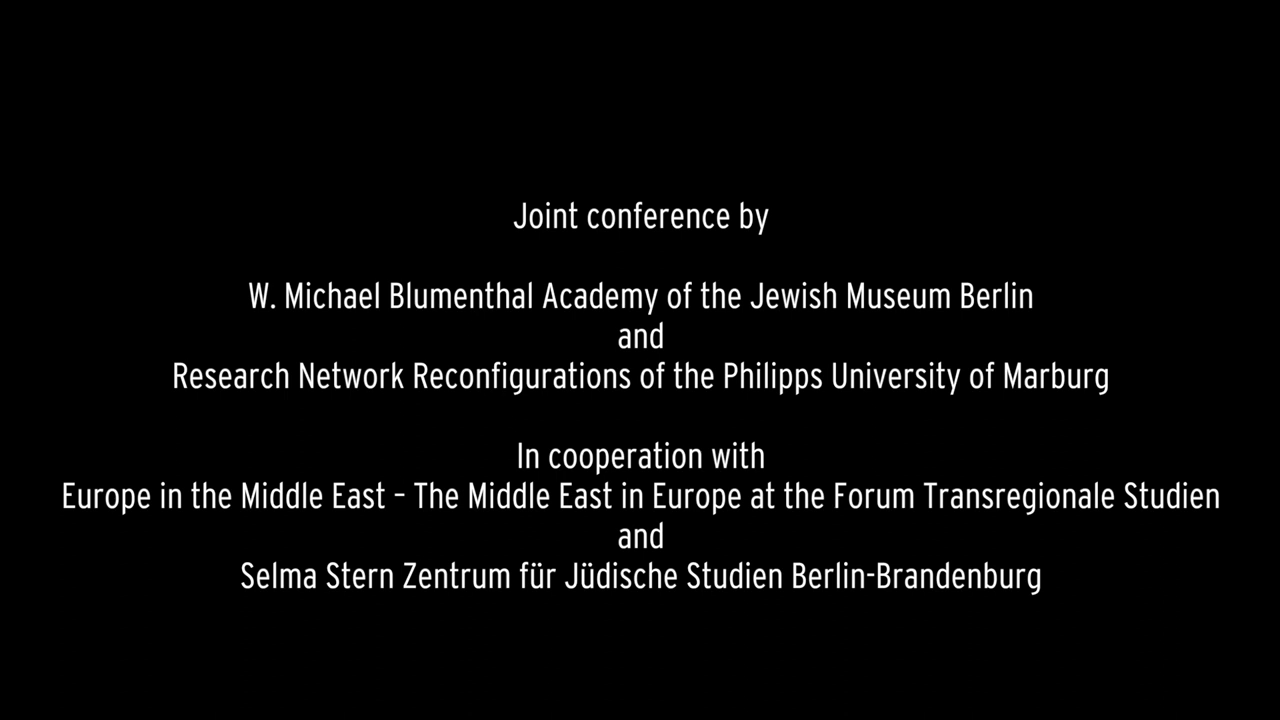 Joint conference by
W. Michael Blumenthal Academy of the Jewish Museum Berlin
and
Research Network Reconfigurations of the Philipps University of Marburg
In cooperation with
Europe in the Middle East – The Middle East in Europe at the Forum Transregionale Studien
and
Selma Stern Zentrum für Jüdische Studien Berlin-Brandenburg